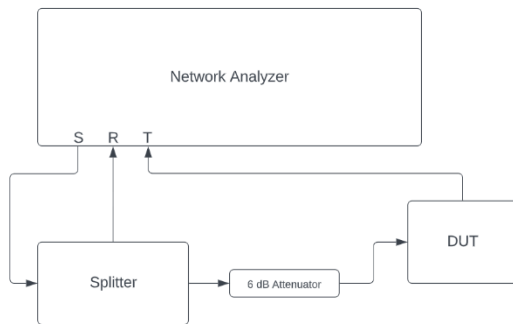 Network Analyzer
S R T
Splitter
6 dB Attenuator
DUT